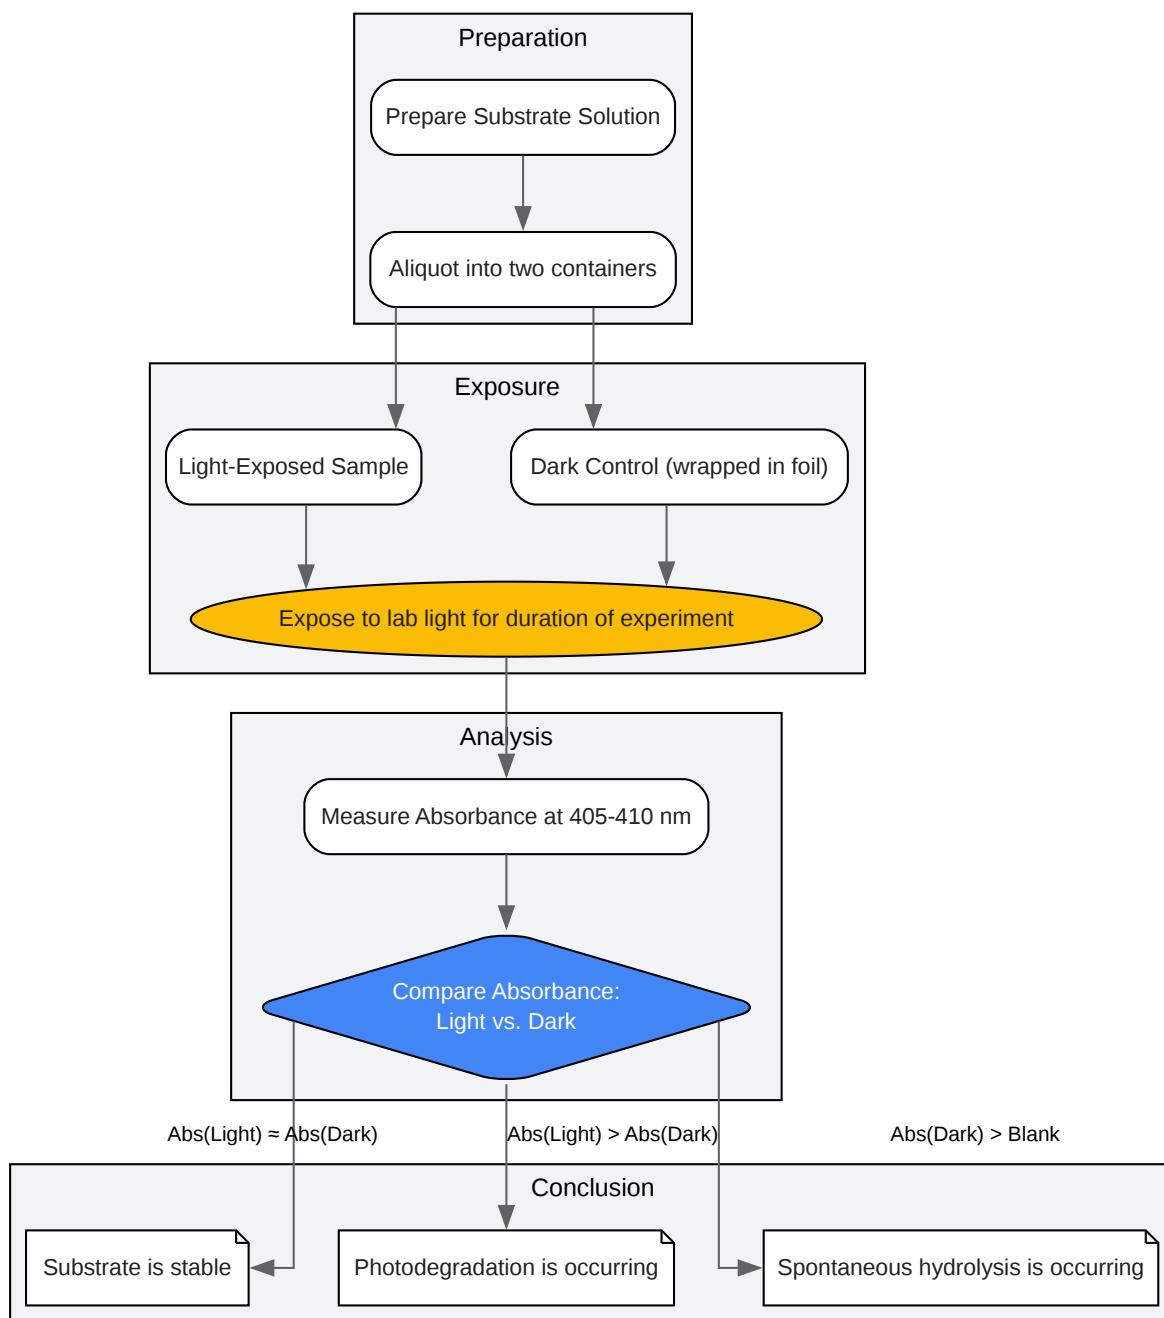 Preparation
Prepare Substrate Solution
Aliquot into two containers
Exposure
Light-Exposed Sample
Dark Control (wrapped in foil)
Expose to lab light for duration of experiment
Analysis
Measure Absorbance at 405-410 nm
Compare Absorbance:
Light vs. Dark
Abs(Light) ≈ Abs(Dark)
Abs(Light) > Abs(Dark)
Abs(Dark) > Blank
Conclusion
Substrate is stable
Photodegradation is occurring
Spontaneous hydrolysis is occurring